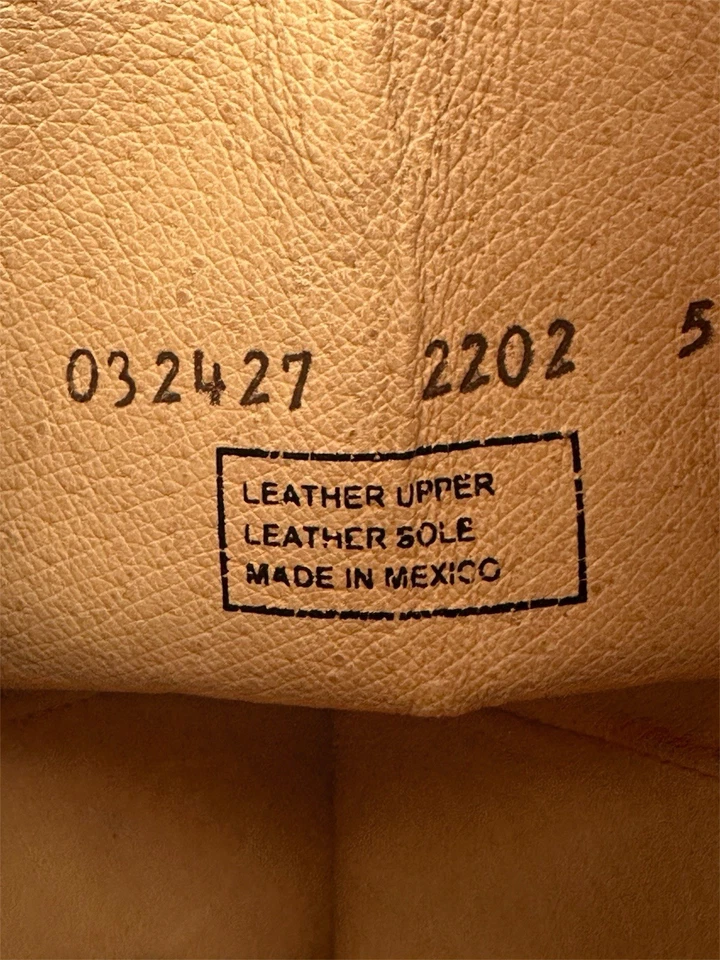 032427 2202 5
LEATHER UPPER
LEATHER SOLE
MADE IN MEXICO